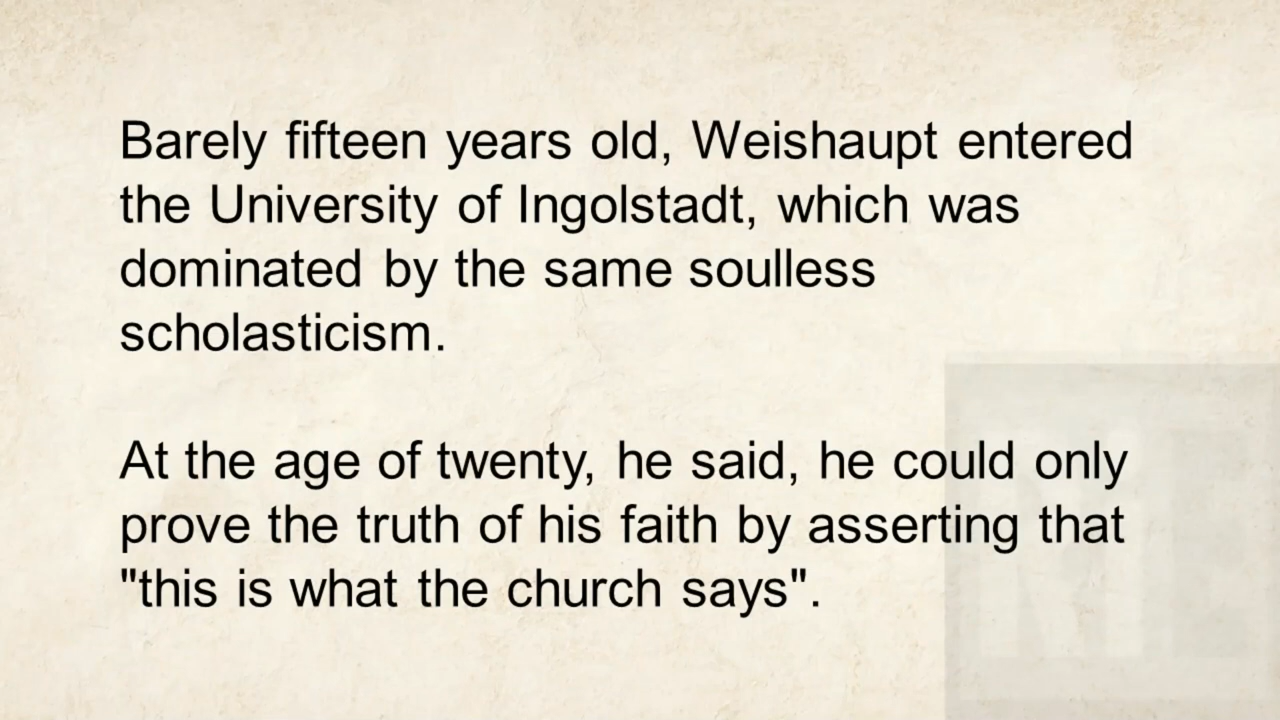 Barely fifteen years old, Weishaupt entered
the University of Ingolstadt, which was
dominated by the same soulless
scholasticism.
At the age of twenty, he said, he could only
prove the truth of his faith by asserting that
"this is what the church says".